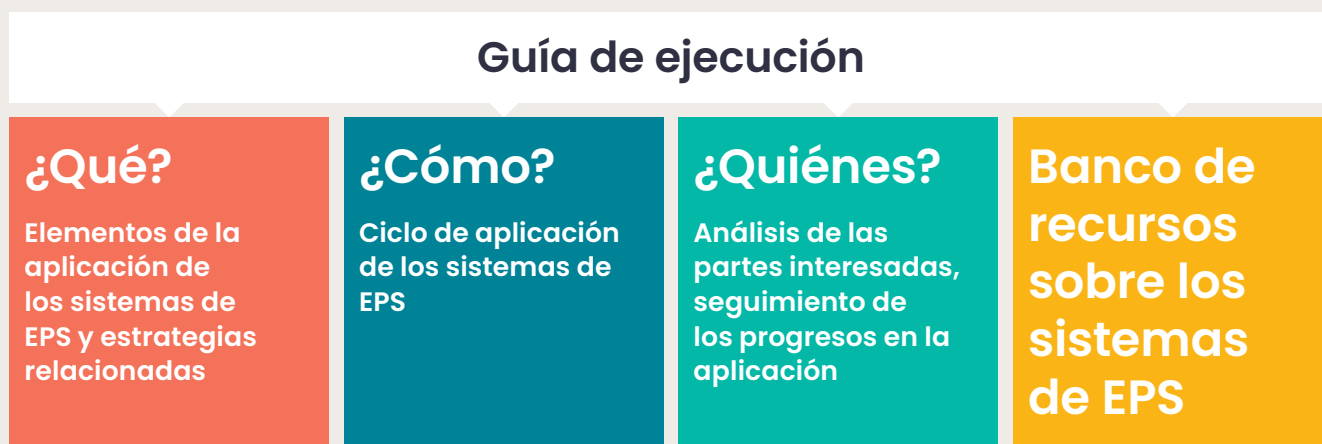 Guía de ejecución
¿Qué?
Elementos de la
aplicación de
los sistemas de
EPS y estrategias
relacionadas
¿Cómo?
Ciclo de aplicación
de los sistemas de
EPS
¿Quiénes?
Análisis de las
partes interesadas,
seguimiento de
los progresos en la
aplicación
Banco de
recursos
sobre los
sistemas
de EPS